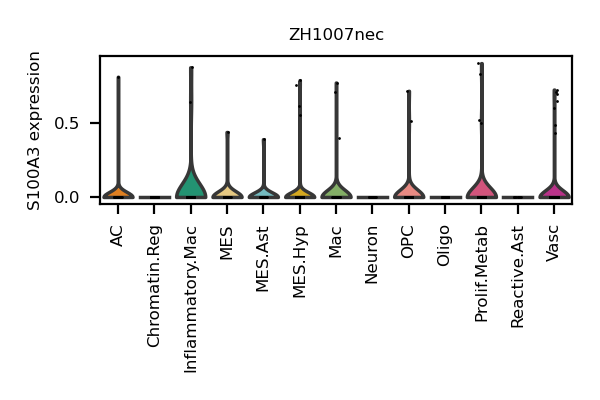 ZH1007nec
S100A3 expression
0.5
0.0
AC
Chromatin.Reg
Inflammatory.Mac
MES
MES.Ast
MES.Hyp
Mac
Neuron
OPC
Oligo
Prolif.Metab
Reactive.Ast
Vasc